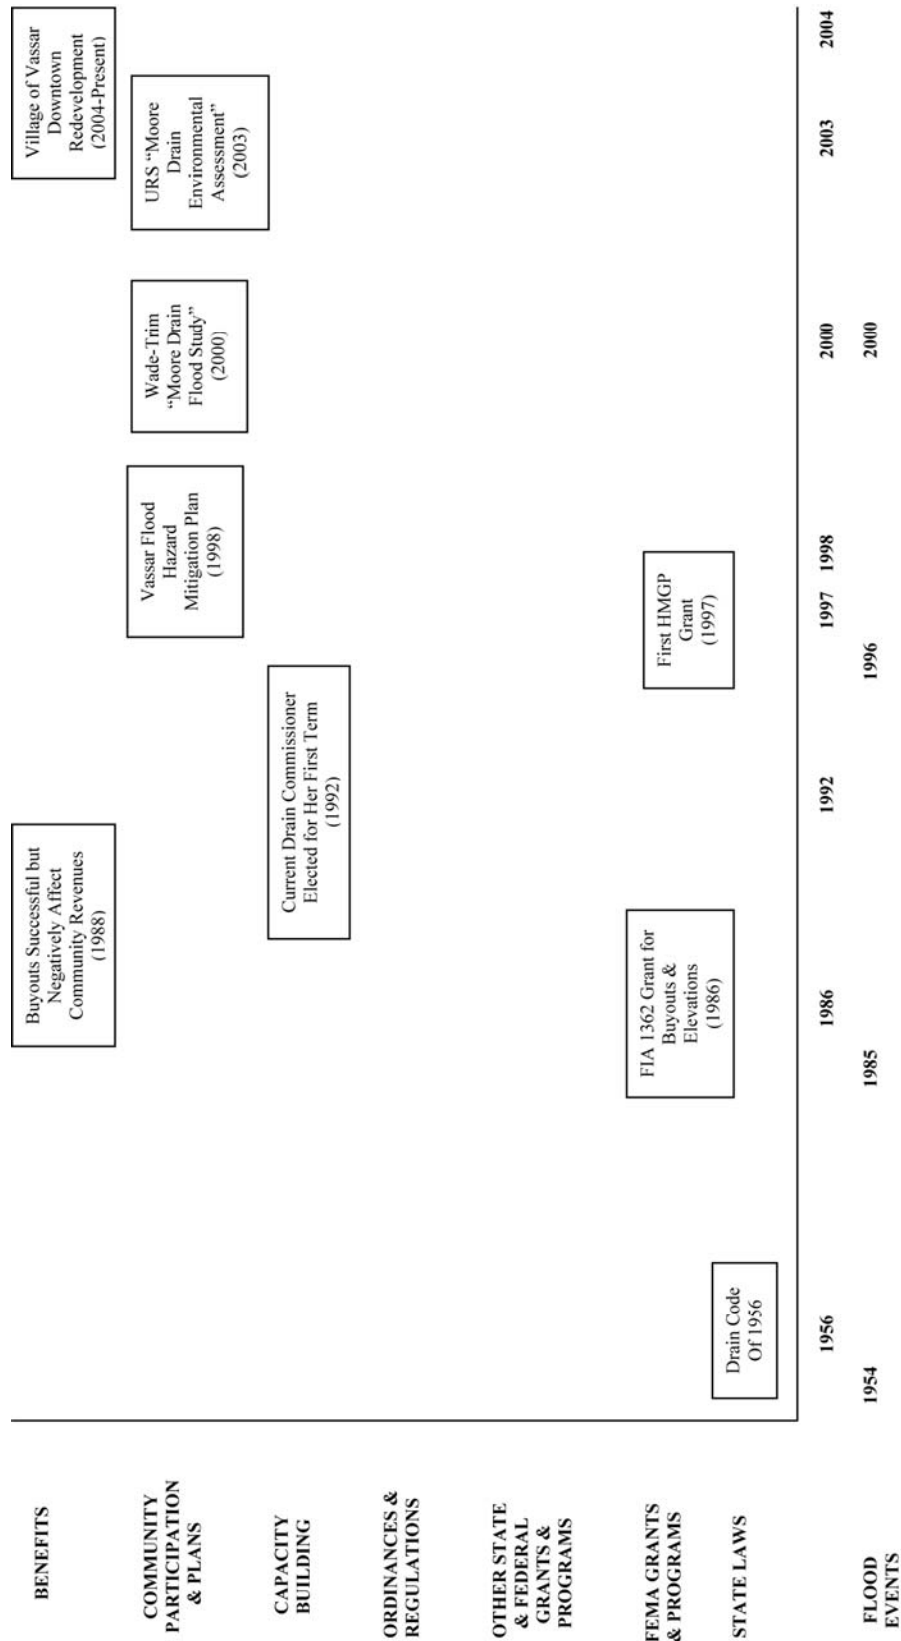 BENEFITS
Buyouts Successful but
Negatively Affect
Community Revenues
(1988)
Village of Vassar
Downtown
Redevelopment
(2004-Present)
COMMUNITY
PARTICIPATION
& PLANS
Vassar Flood
Hazard
Mitigation Plan
(1998)
Wade-Trim
“Moore Drain
Flood Study”
(2000)
URS “Moore
Drain
Environmental
Assessment”
(2003)
CAPACITY
BUILDING
Current Drain Commissioner
Elected for Her First Term
(1992)
ORDINANCES &
REGULATIONS
OTHER STATE
& FEDERAL
GRANTS &
PROGRAMS
FEMA GRANTS
& PROGRAMS
FIA 1362 Grant for
Buyouts &
Elevations
(1986)
First HMGP
Grant
(1997)
STATE LAWS
Drain Code
Of 1956
1956 1986 1992 1997 1998 2000 2003 2004
FLOOD
EVENTS
1954 1985 1996 2000